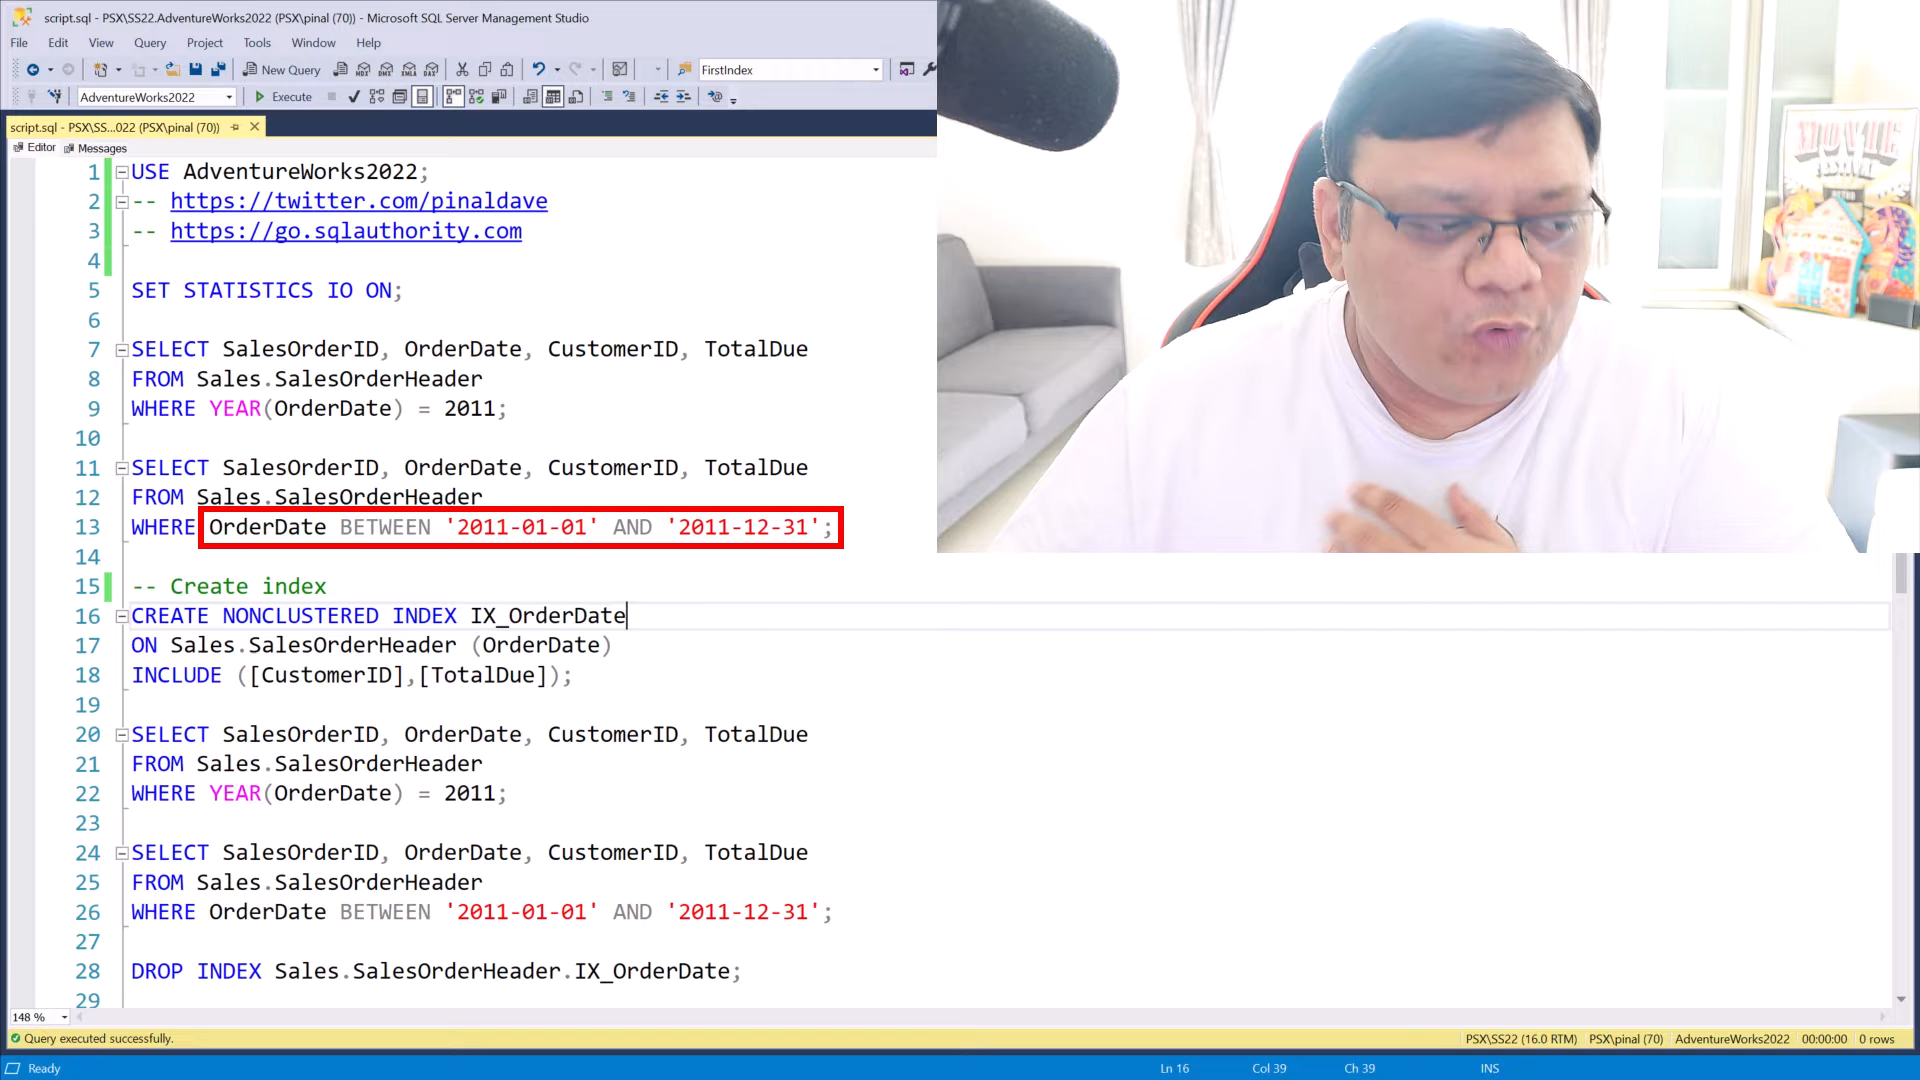 script.sql - PSX\SS22.AdventureWorks2022 (PSX\pinal (70)) - Microsoft SQL Server Management Studio
File Edit View Query Project Tools Window Help
New Query MDX DMX XMLA DAX FirstIndex
AdventureWorks2022 Execute
script.sql - PSX\SS...022 (PSX\pinal (70))
Editor Messages
1 USE AdventureWorks2022;
2 -- https://twitter.com/pinaldave
3 -- https://go.sqlauthority.com
4
5 SET STATISTICS IO ON;
6
7 SELECT SalesOrderID, OrderDate, CustomerID, TotalDue
8 FROM Sales.SalesOrderHeader
9 WHERE YEAR(OrderDate) = 2011;
10
11 SELECT SalesOrderID, OrderDate, CustomerID, TotalDue
12 FROM Sales.SalesOrderHeader
13 WHERE OrderDate BETWEEN '2011-01-01' AND '2011-12-31';
14
15 -- Create index
16 CREATE NONCLUSTERED INDEX IX_OrderDate
17 ON Sales.SalesOrderHeader (OrderDate)
18 INCLUDE ([CustomerID],[TotalDue]);
19
20 SELECT SalesOrderID, OrderDate, CustomerID, TotalDue
21 FROM Sales.SalesOrderHeader
22 WHERE YEAR(OrderDate) = 2011;
23
24 SELECT SalesOrderID, OrderDate, CustomerID, TotalDue
25 FROM Sales.SalesOrderHeader
26 WHERE OrderDate BETWEEN '2011-01-01' AND '2011-12-31';
27
28 DROP INDEX Sales.SalesOrderHeader.IX_OrderDate;
29
148 %
Query executed successfully. PSX\SS22 (16.0 RTM) PSX\pinal (70) AdventureWorks2022 00:00:00 0 rows
Ready Ln 16 Col 39 Ch 39 INS
MOVIE
FESTIVAL